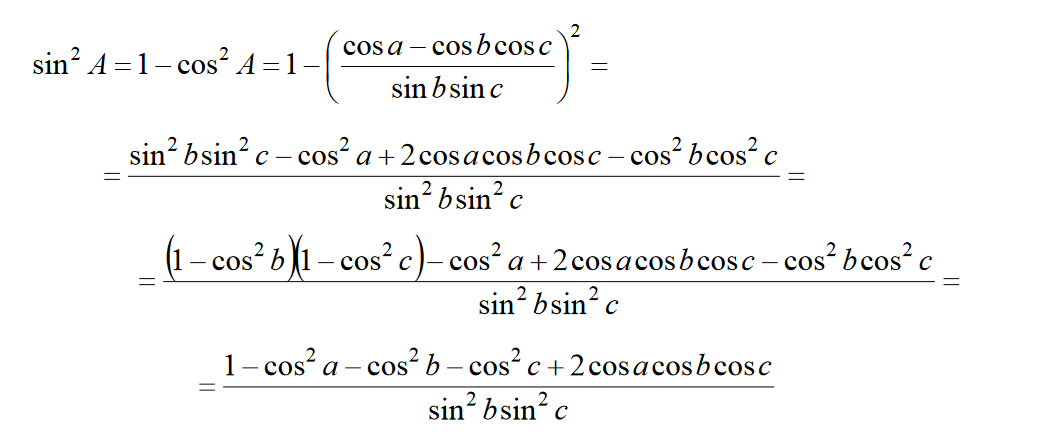 sin² A = 1 − cos² A = 1 − ((cos a − cos b cos c)/(sin b sin c))² =
= (sin² b sin² c − cos² a + 2 cos a cos b cos c − cos² b cos² c)/(sin² b sin² c) =
= ((1 − cos² b)(1 − cos² c) − cos² a + 2 cos a cos b cos c − cos² b cos² c)/(sin² b sin² c) =
= (1 − cos² a − cos² b − cos² c + 2 cos a cos b cos c)/(sin² b sin² c)